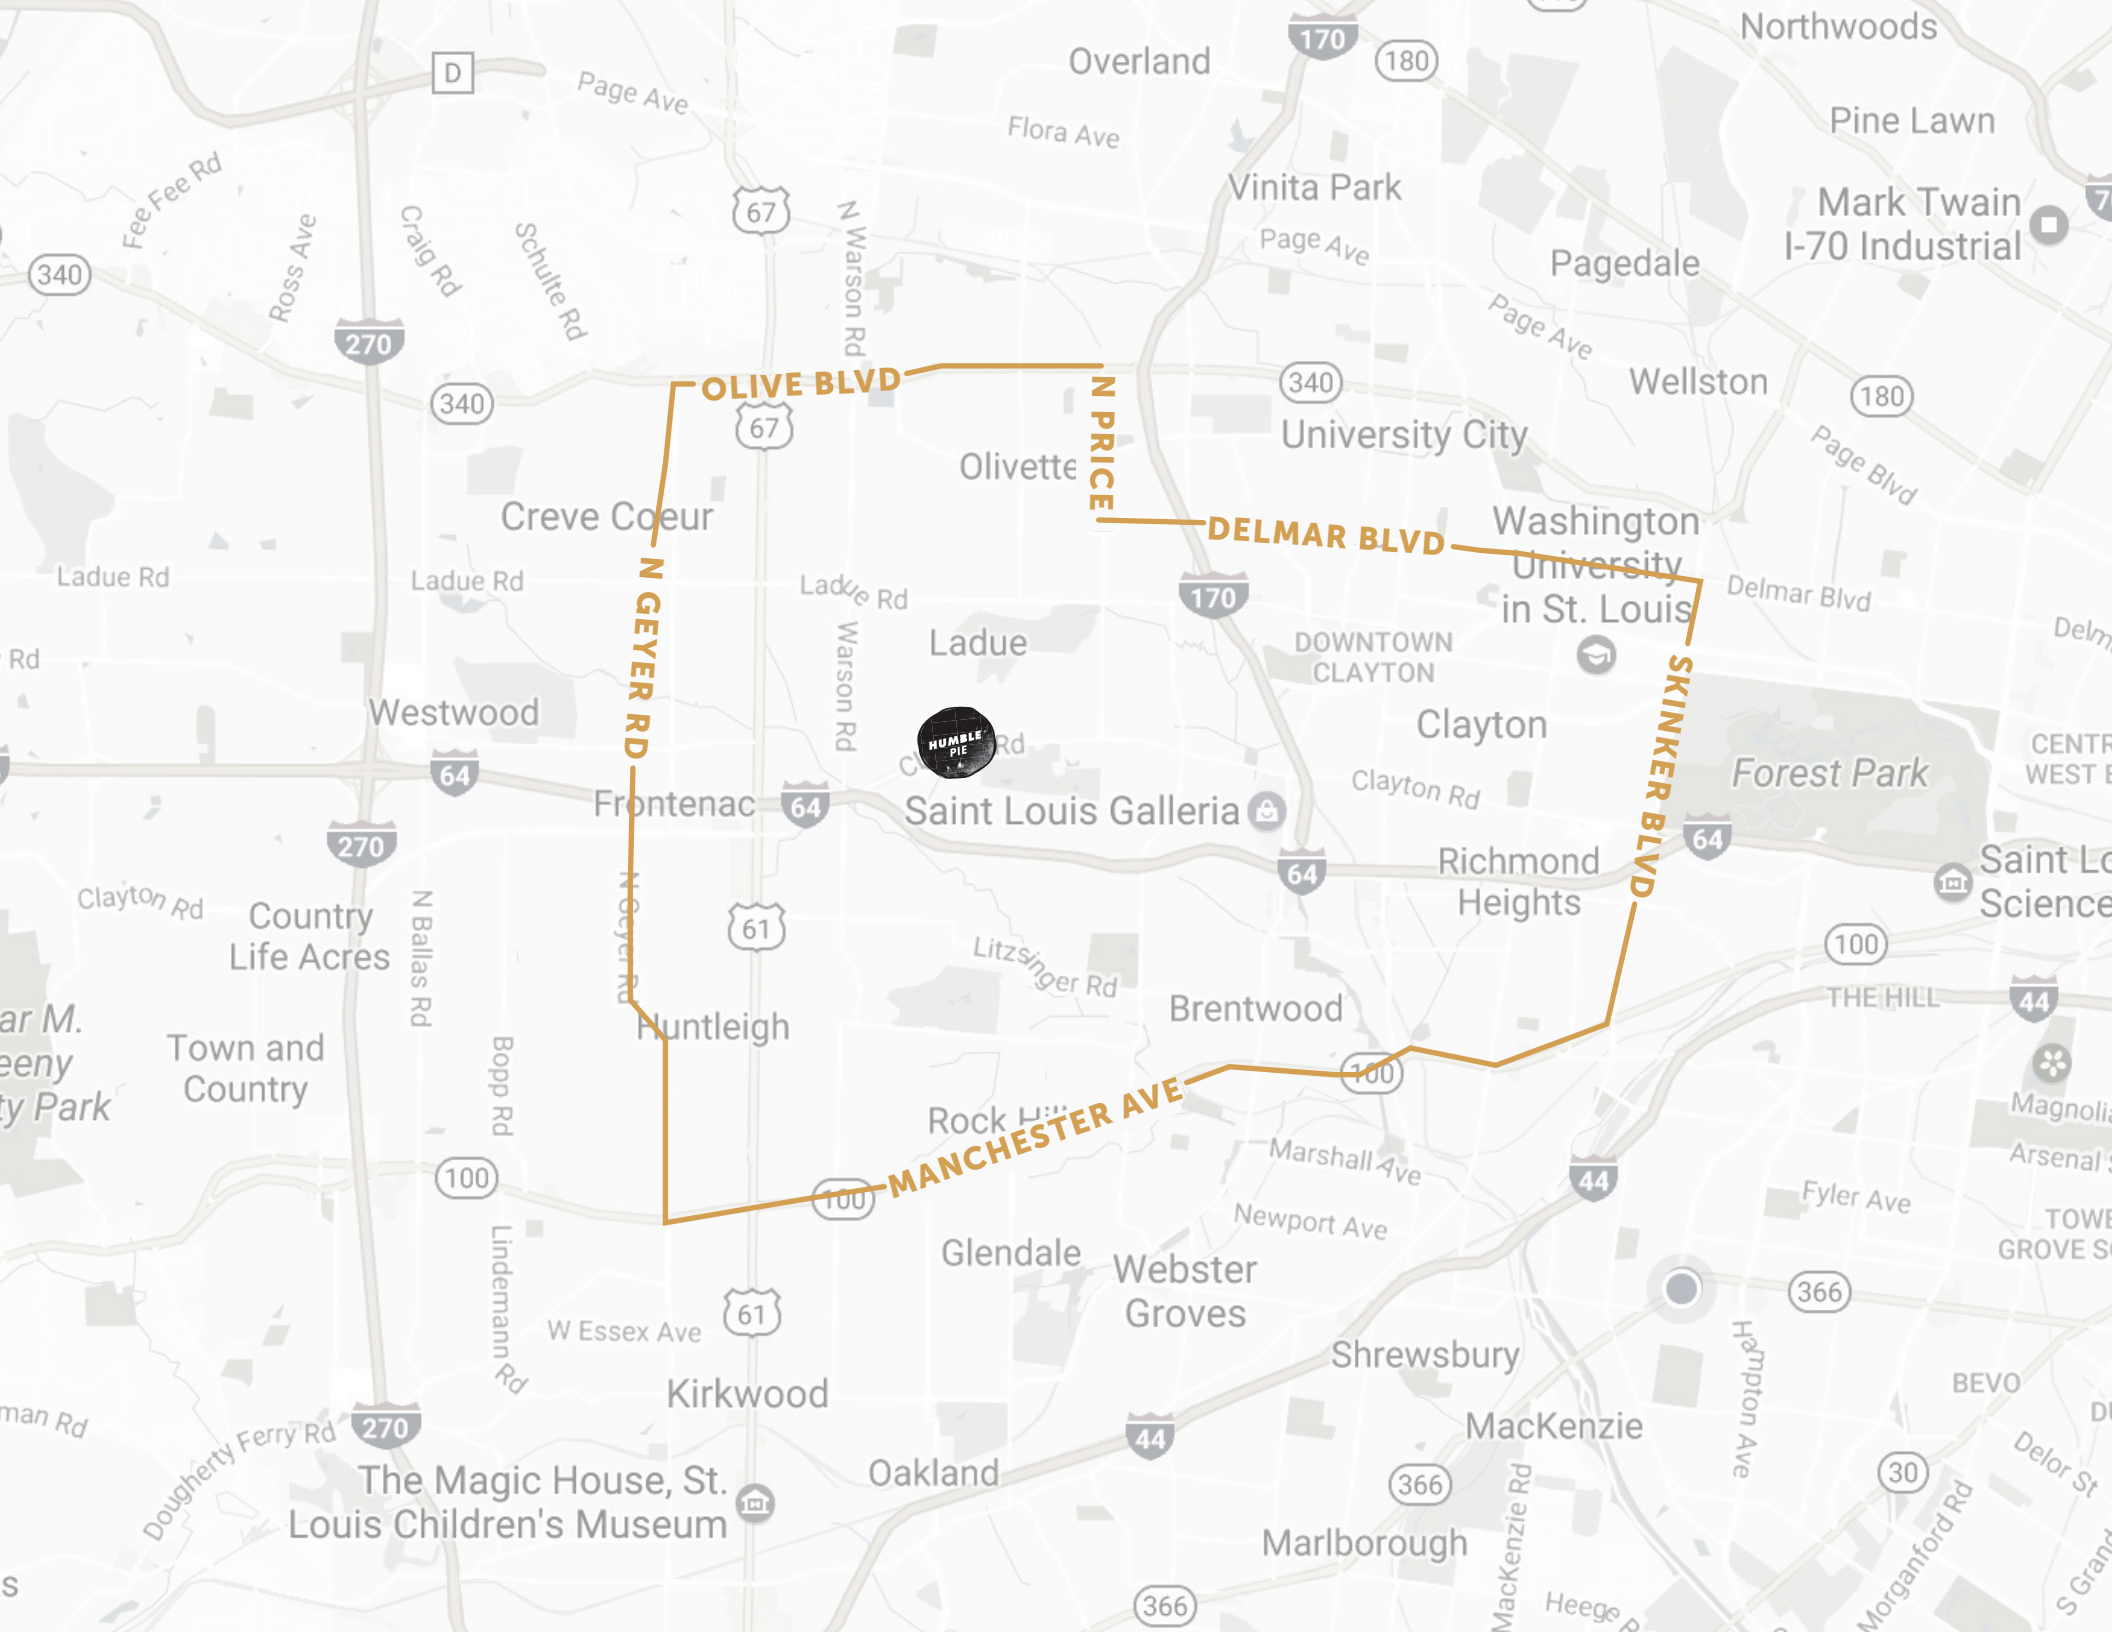 Northwoods
170
180
Overland
D
Page Ave
Flora Ave
Pine Lawn
Fee Fee Rd
Vinita Park
Mark Twain
I-70 Industrial
67
N Warson Rd
Ross Ave
Craig Rd
Schulte Rd
Page Ave
Pagedale
340
270
Page Ave
OLIVE BLVD
N PRICE
340
Wellston
180
340
67
University City
Page Blvd
Olivette
Creve Coeur
Washington
University
in St. Louis
DELMAR BLVD
Ladue Rd
Ladue Rd
Ladue Rd
170
Delmar Blvd
N GEYER RD
Ladue
DOWNTOWN
CLAYTON
Rd
Warson Rd
SKINKER BLVD
Westwood
HUMBLE
PIE
Rd
Clayton
Forest Park
64
Frontenac
64
Saint Louis Galleria
Clayton Rd
64
270
64
Richmond
Heights
Clayton Rd
Country
Life Acres
N Ballas Rd
N Geyer Rd
61
Litzsinger Rd
100
THE HILL
44
Brentwood
Huntleigh
Town and
Country
Bopp Rd
100
MANCHESTER AVE
Rock Hill
Marshall Ave
100
100
44
Fyler Ave
Newport Ave
Lindemann Rd
Glendale
Webster
Groves
366
61
W Essex Ave
Shrewsbury
Hampton Ave
Kirkwood
BEVO
270
Dougherty Ferry Rd
44
MacKenzie
Delor St
Oakland
366
30
The Magic House, St.
Louis Children's Museum
MacKenzie Rd
Morganford Rd
Marlborough
366
Heege R
S Grand